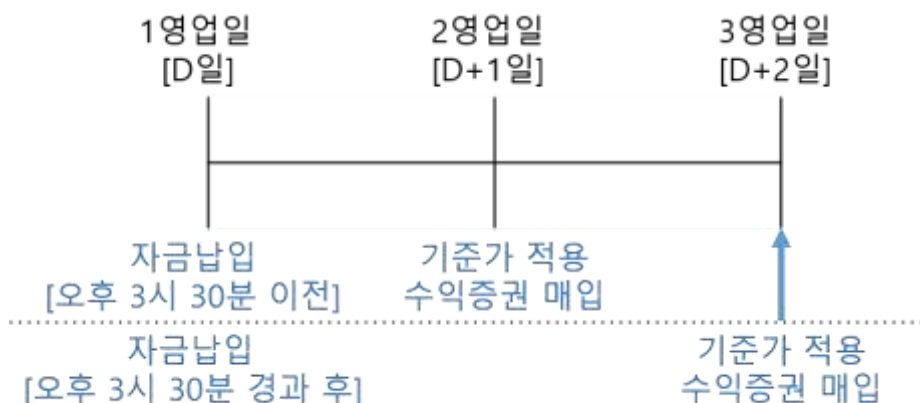 1영업일
[D일]
2영업일
[D+1일]
3영업일
[D+2일]
자금납입
[오후 3시 30분 이전]
기준가 적용
수익증권 매입
자금납입
[오후 3시 30분 경과 후]
기준가 적용
수익증권 매입